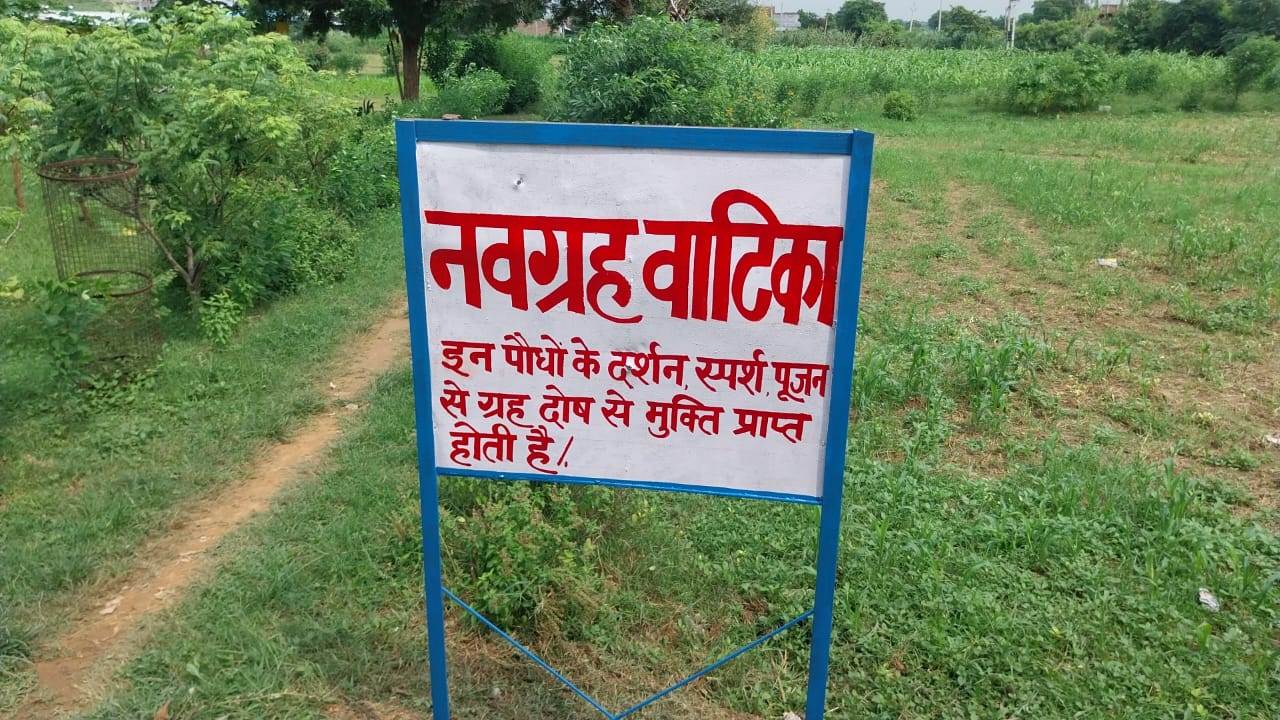 नवग्रह वाटिका
इन पौधों के दर्शन, स्पर्श, पूजन
से ग्रह दोष से मुक्ति प्राप्त
होती है /.